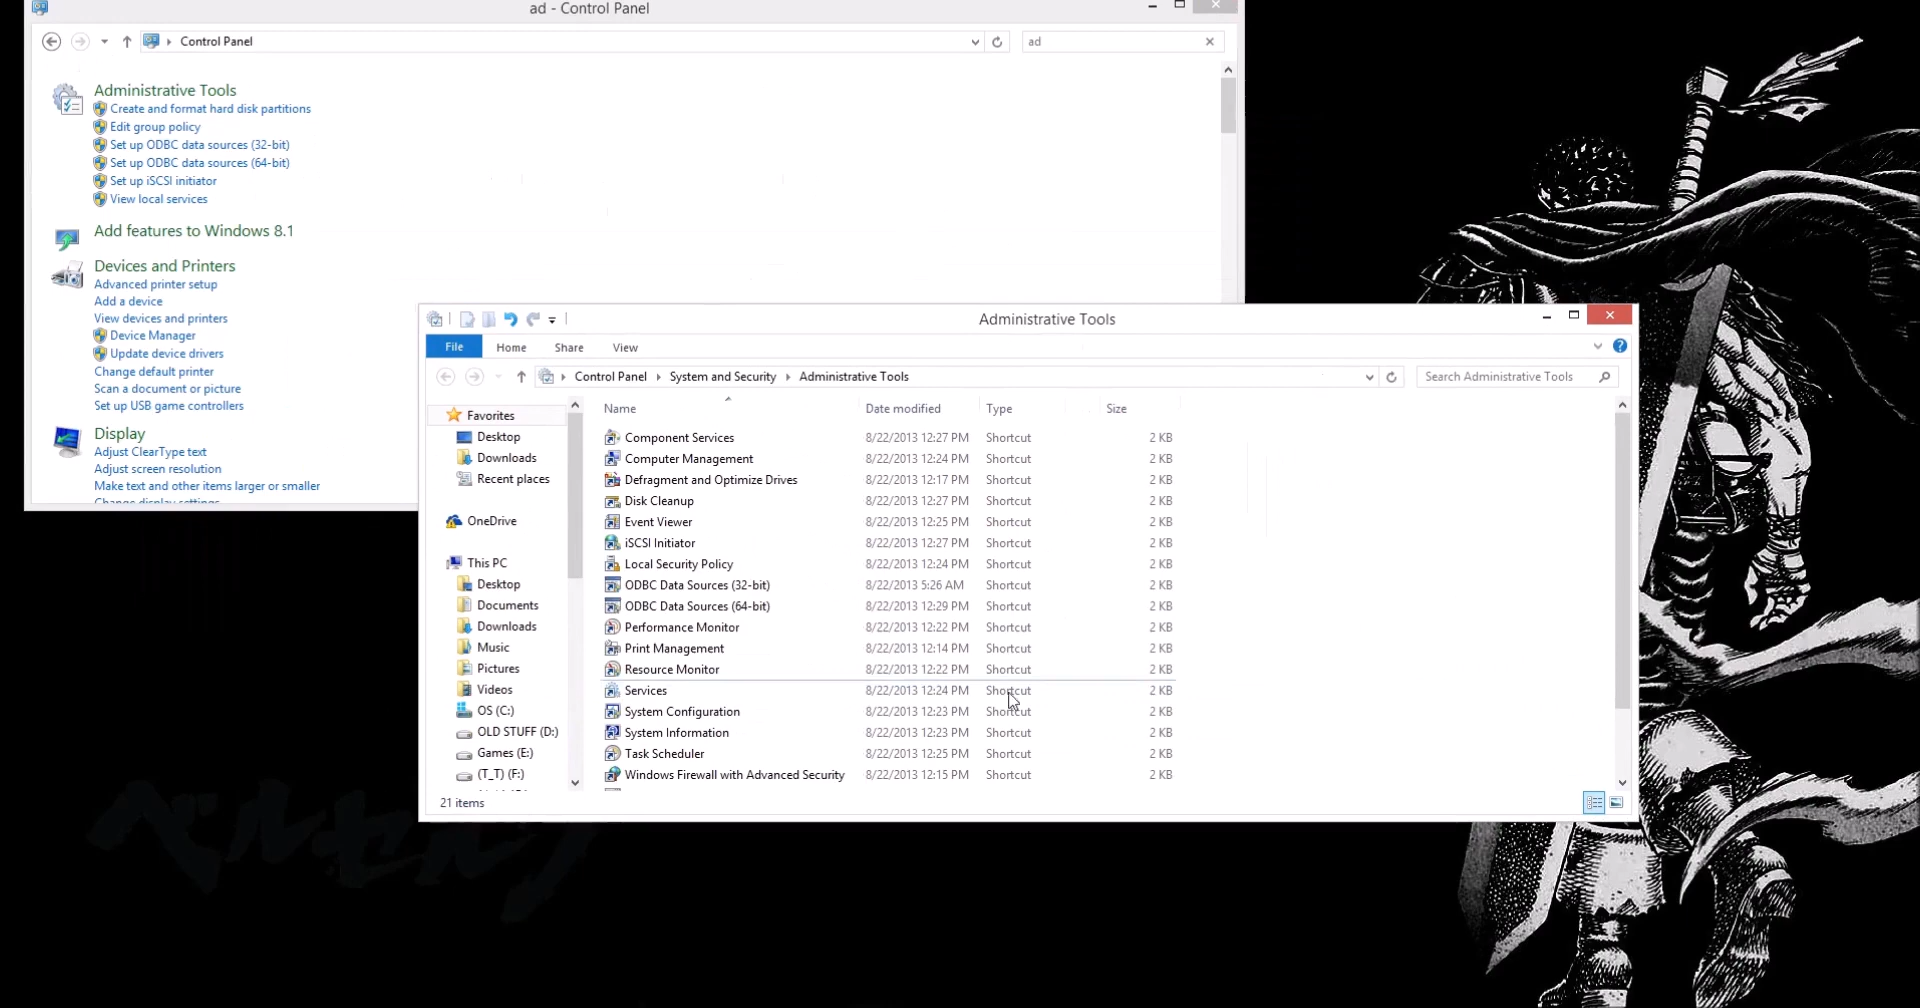 ad - Control Panel
Control Panel
ad
Administrative Tools
Create and format hard disk partitions
Edit group policy
Set up ODBC data sources (32-bit)
Set up ODBC data sources (64-bit)
Set up iSCSI initiator
View local services
Add features to Windows 8.1
Devices and Printers
Advanced printer setup
Add a device
View devices and printers
Device Manager
Update device drivers
Change default printer
Scan a document or picture
Set up USB game controllers
Display
Adjust ClearType text
Adjust screen resolution
Make text and other items larger or smaller
Change display settings
Administrative Tools
File Home Share View
Control Panel System and Security Administrative Tools
Search Administrative Tools
Favorites
Desktop
Downloads
Recent places
OneDrive
This PC
Desktop
Documents
Downloads
Music
Pictures
Videos
OS (C:)
OLD STUFF (D:)
Games (E:)
(T_T) (F:)
Name Date modified Type Size
Component Services 8/22/2013 12:27 PM Shortcut 2 KB
Computer Management 8/22/2013 12:24 PM Shortcut 2 KB
Defragment and Optimize Drives 8/22/2013 12:17 PM Shortcut 2 KB
Disk Cleanup 8/22/2013 12:27 PM Shortcut 2 KB
Event Viewer 8/22/2013 12:25 PM Shortcut 2 KB
iSCSI Initiator 8/22/2013 12:27 PM Shortcut 2 KB
Local Security Policy 8/22/2013 12:24 PM Shortcut 2 KB
ODBC Data Sources (32-bit) 8/22/2013 5:26 AM Shortcut 2 KB
ODBC Data Sources (64-bit) 8/22/2013 12:29 PM Shortcut 2 KB
Performance Monitor 8/22/2013 12:22 PM Shortcut 2 KB
Print Management 8/22/2013 12:14 PM Shortcut 2 KB
Resource Monitor 8/22/2013 12:22 PM Shortcut 2 KB
Services 8/22/2013 12:24 PM Shortcut 2 KB
System Configuration 8/22/2013 12:23 PM Shortcut 2 KB
System Information 8/22/2013 12:23 PM Shortcut 2 KB
Task Scheduler 8/22/2013 12:25 PM Shortcut 2 KB
Windows Firewall with Advanced Security 8/22/2013 12:15 PM Shortcut 2 KB
21 items
ベルセルク